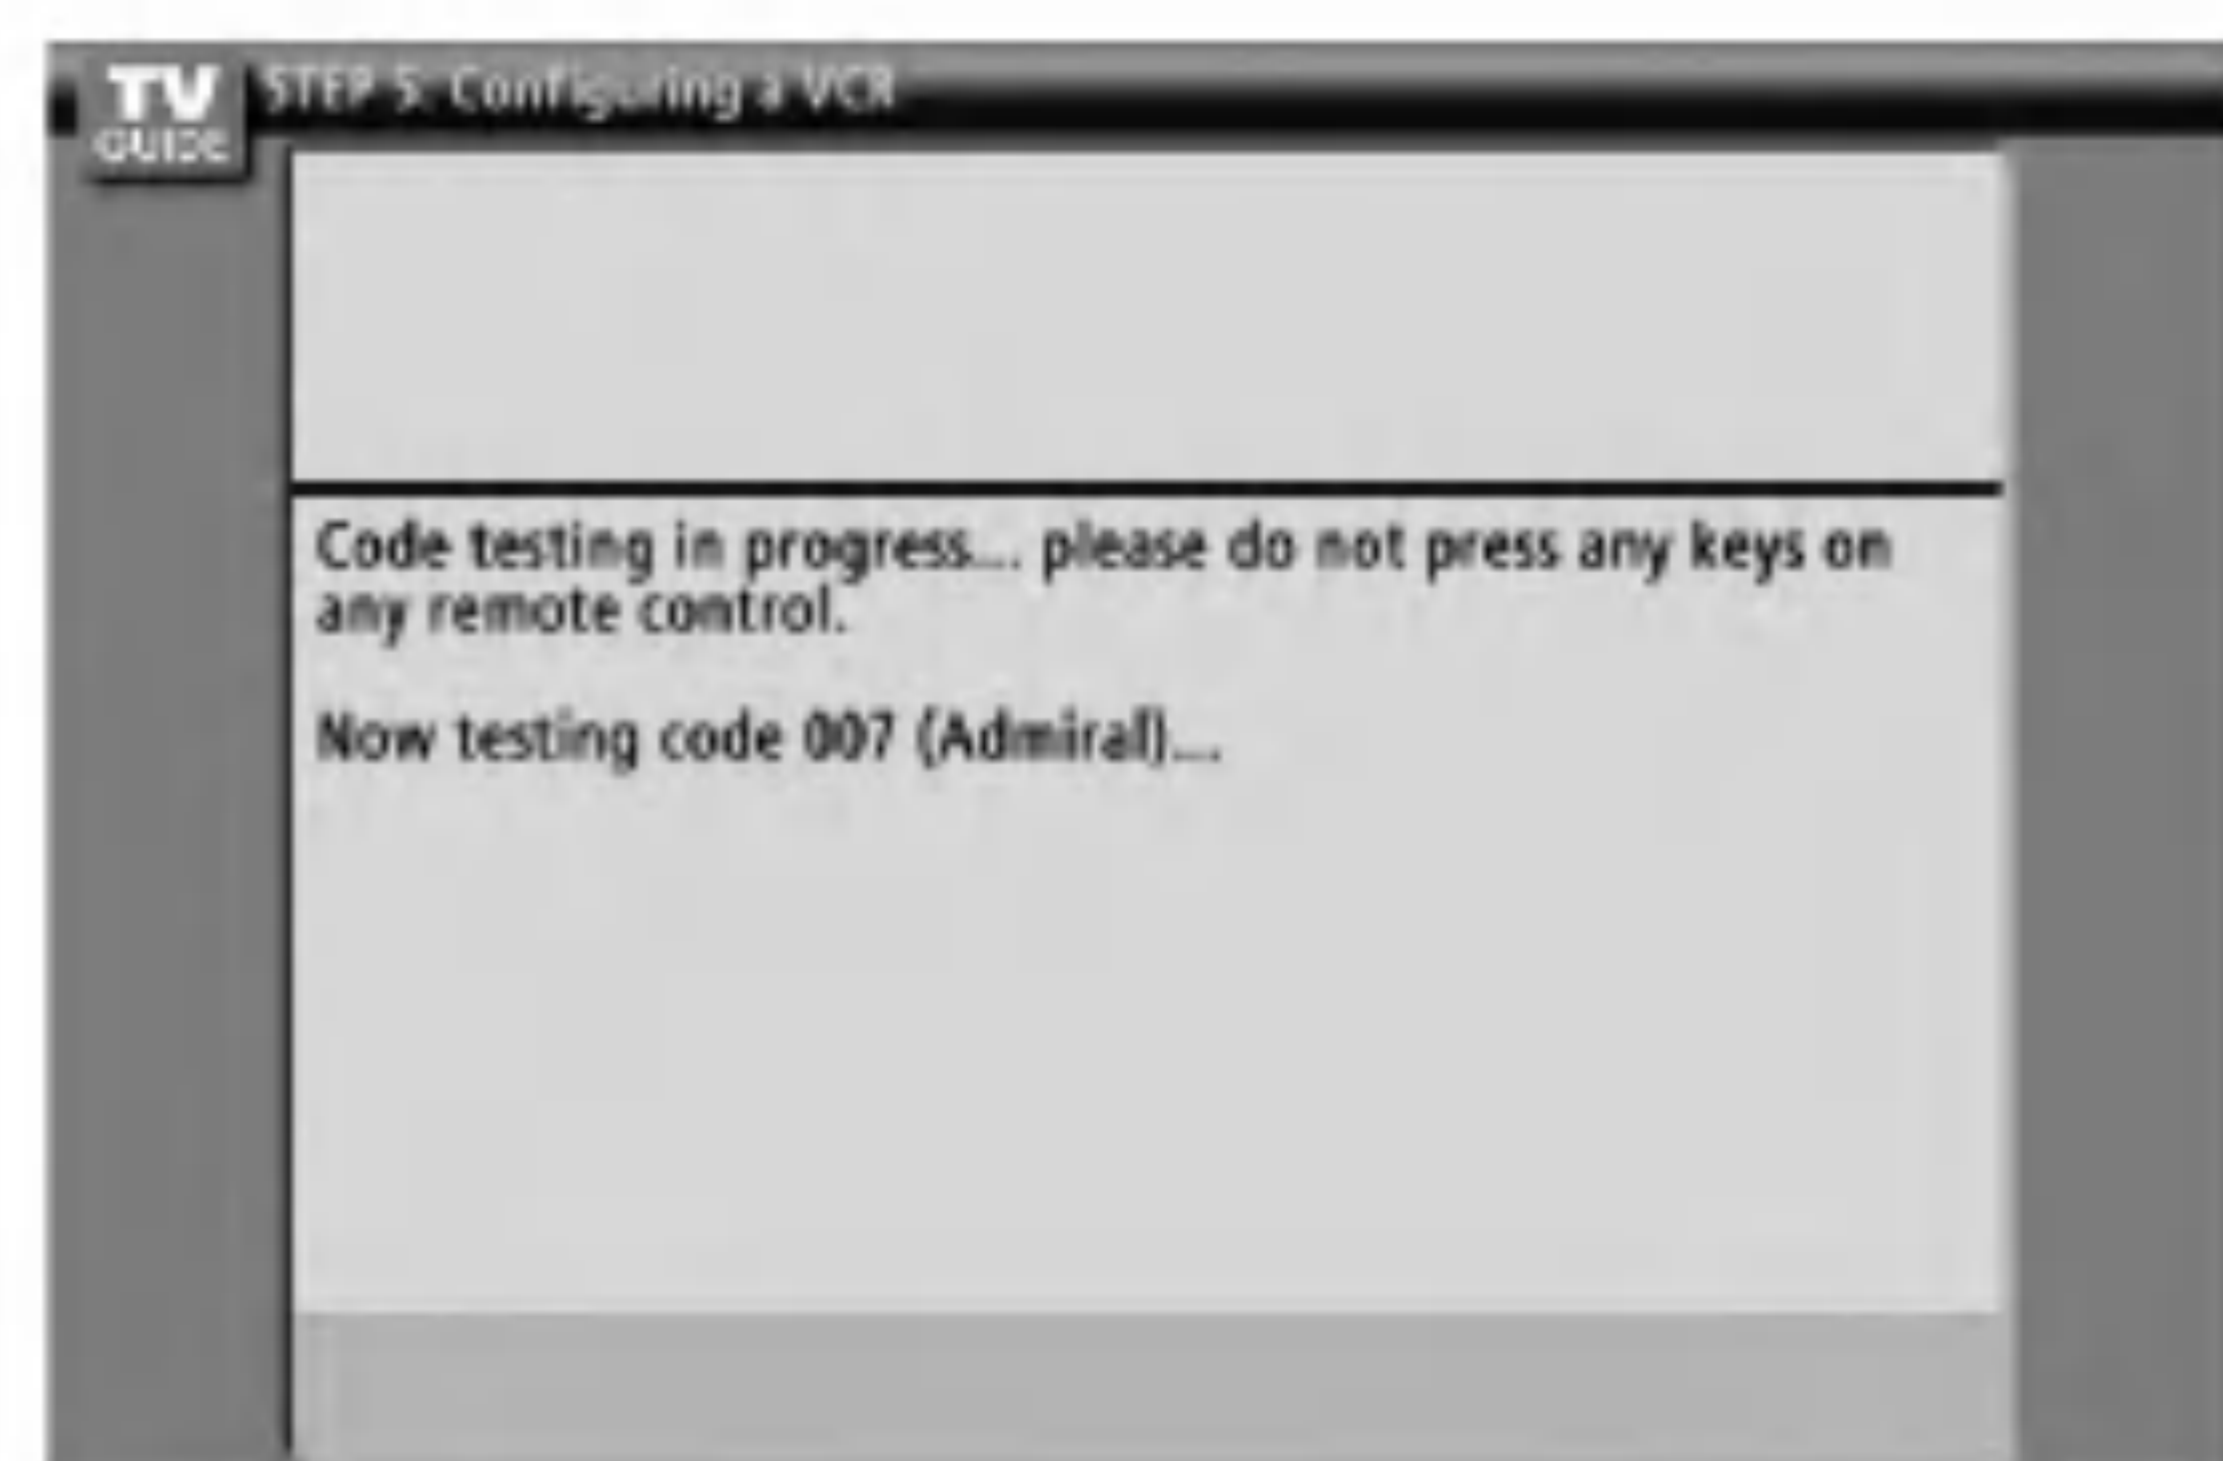 TV
GUIDE
STEP 5: Configuring a VCR
Code testing in progress... please do not press any keys on
any remote control.
Now testing code 007 (Admiral)...